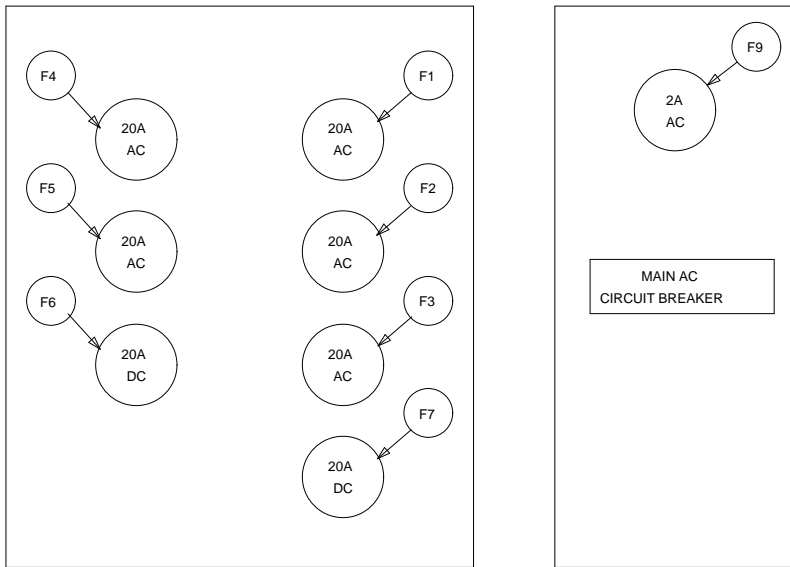 F4
20A
AC
F5
20A
AC
F6
20A
DC
F1
20A
AC
F2
20A
AC
F3
20A
AC
F7
20A
DC
F9
2A
AC
MAIN AC
CIRCUIT BREAKER